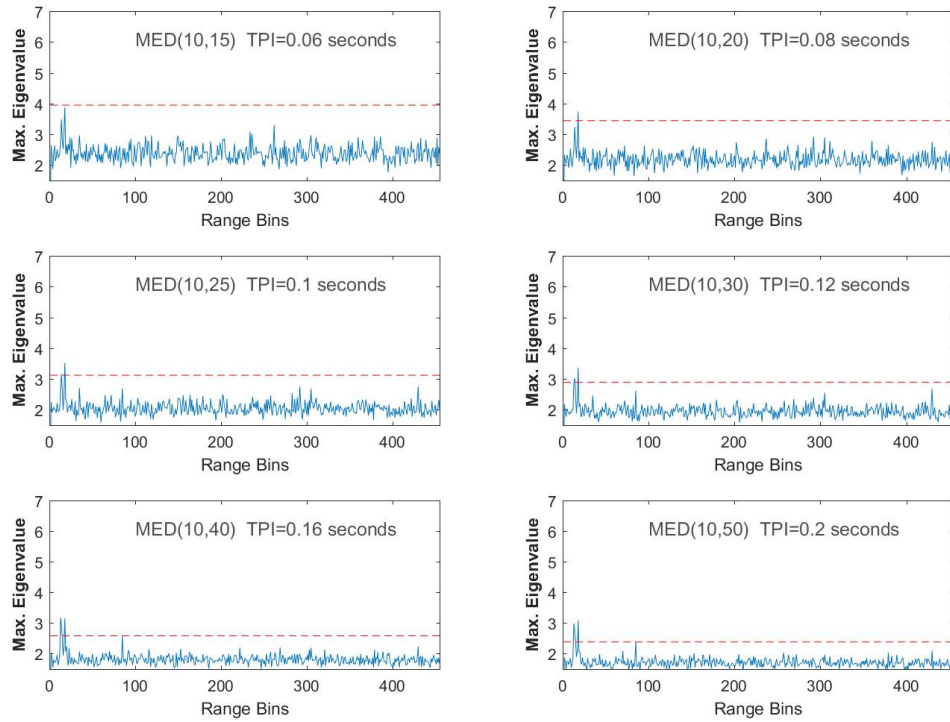 7
6
5
4
3
2
Max. Eigenvalue
MED(10,15) TPI=0.06 seconds
0 100 200 300 400
Range Bins
7
6
5
4
3
2
Max. Eigenvalue
MED(10,20) TPI=0.08 seconds
0 100 200 300 400
Range Bins
7
6
5
4
3
2
Max. Eigenvalue
MED(10,25) TPI=0.1 seconds
0 100 200 300 400
Range Bins
7
6
5
4
3
2
Max. Eigenvalue
MED(10,30) TPI=0.12 seconds
0 100 200 300 400
Range Bins
7
6
5
4
3
2
Max. Eigenvalue
MED(10,40) TPI=0.16 seconds
0 100 200 300 400
Range Bins
7
6
5
4
3
2
Max. Eigenvalue
MED(10,50) TPI=0.2 seconds
0 100 200 300 400
Range Bins